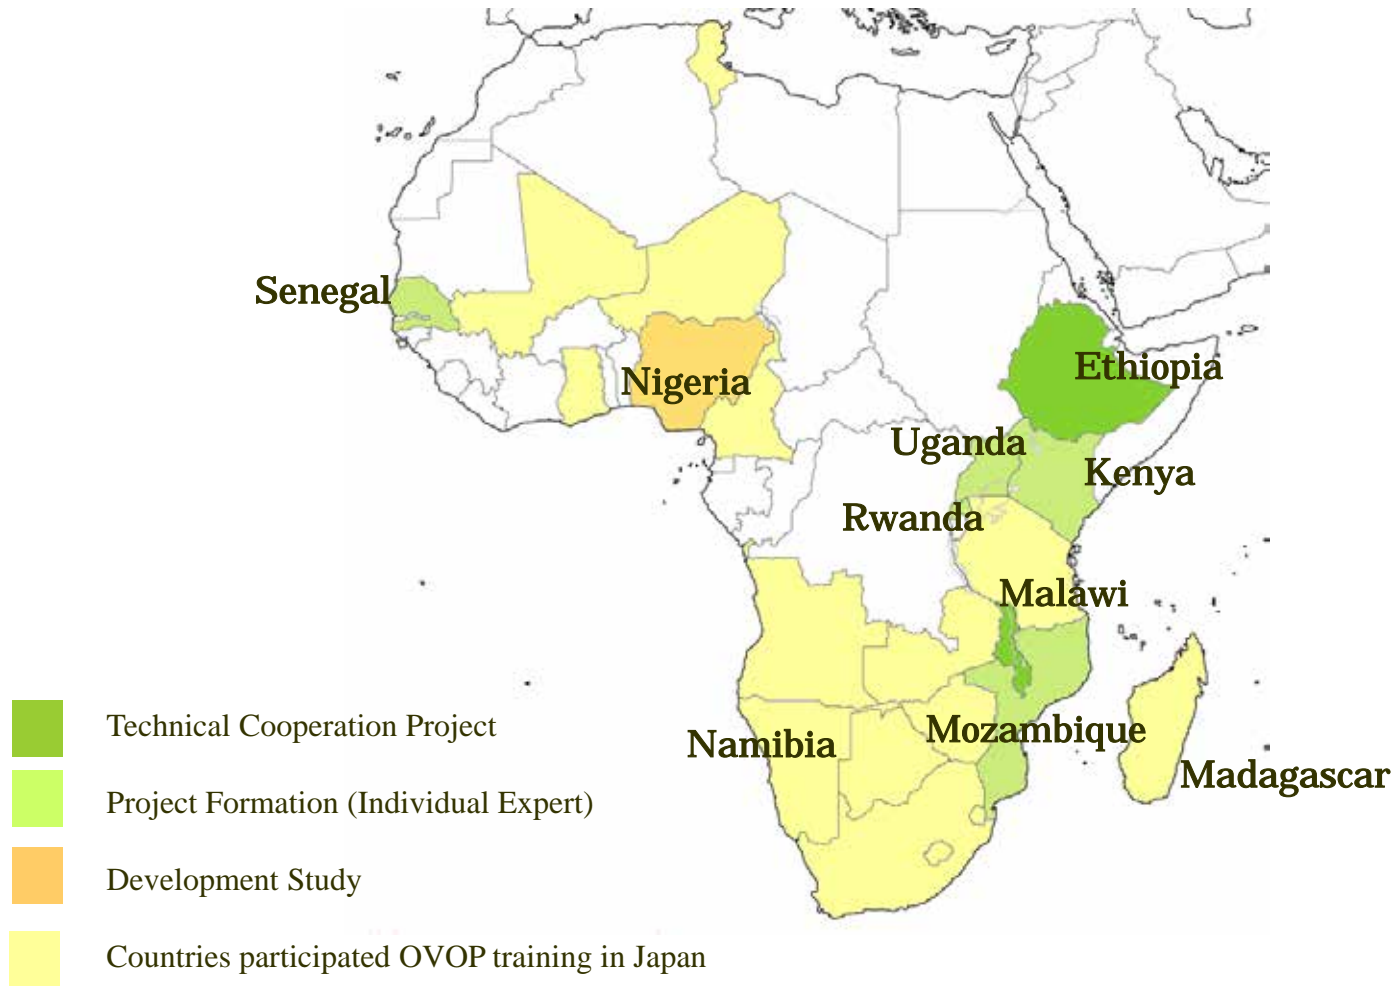 Senegal
Ethiopia
Nigeria
Uganda
Kenya
Rwanda
Malawi
Technical Cooperation Project
Namibia
Mozambique
Madagascar
Project Formation (Individual Expert)
Development Study
Countries participated OVOP training in Japan